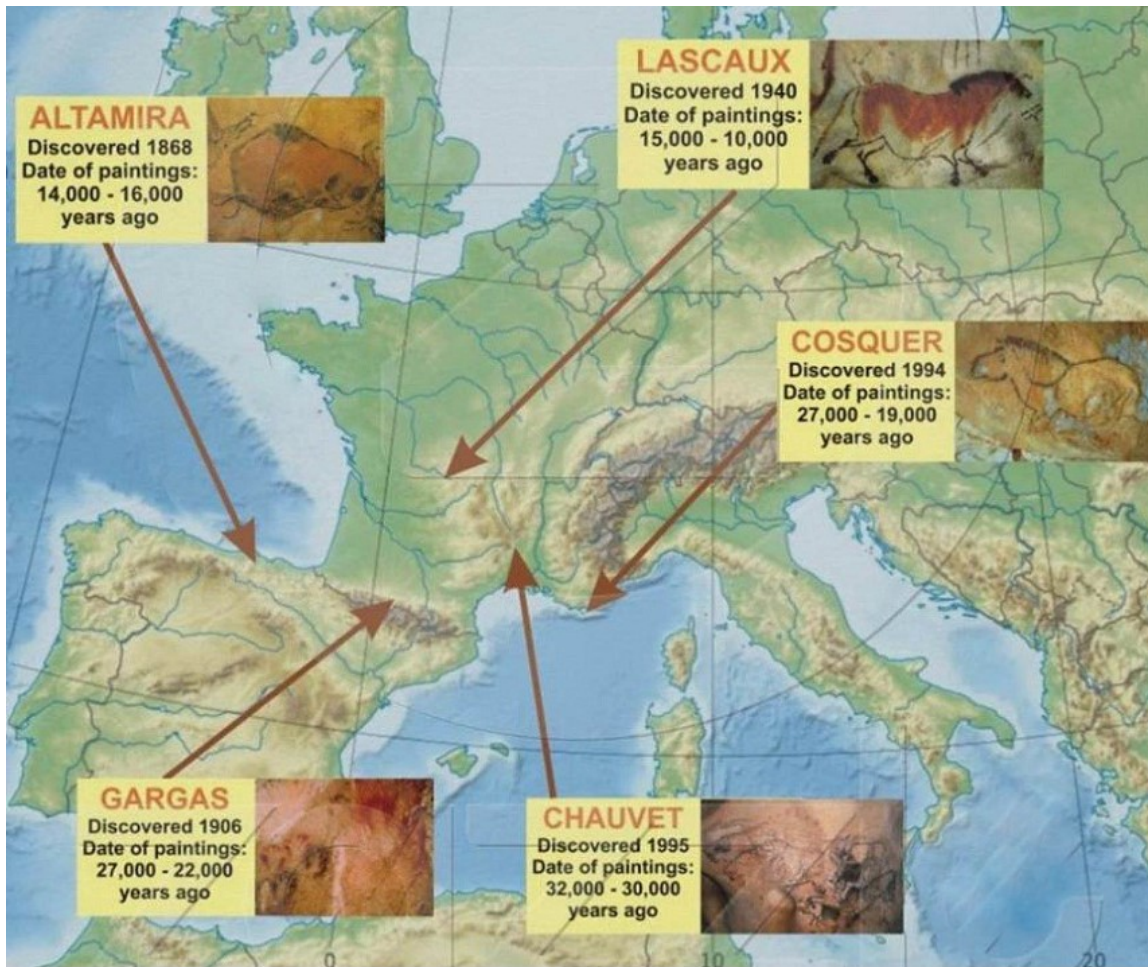 ALTAMIRA
Discovered 1868
Date of paintings:
14,000 - 16,000
years ago
LASCAUX
Discovered 1940
Date of paintings:
15,000 - 10,000
years ago
COSQUER
Discovered 1994
Date of paintings:
27,000 - 19,000
years ago
GARGAS
Discovered 1906
Date of paintings:
27,000 - 22,000
years ago
CHAUVET
Discovered 1995
Date of paintings:
32,000 - 30,000
years ago
0
10
20